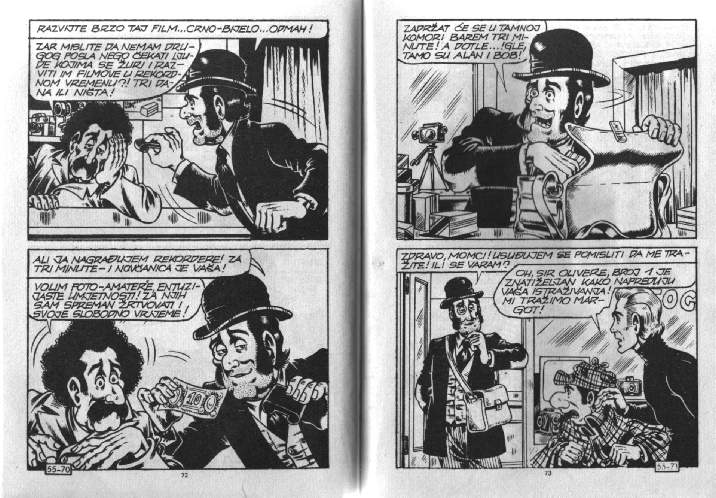 RAZVIJTE BRZO TAJ FILM...CRNO-BIJELO...ODMAH!
ZAR MISLITE DA NEMAM DRU-
GOG POSLA NEGO ČEKATI LJU-
DE KOJIMA SE ŽURI I RAZ-
VITI IM FILMOVE U REKORD-
NOM VREMENU?! TRI DA-
NA ILI NIŠTA!
ALI JA NAGRAĐUJEM REKORDERE! ZA
TRI MINUTE - I NOVČANICA JE VAŠA!
VOLIM FOTO-AMATERE, ENTUZI-
JASTE UMJETNOSTI! ZA NJIH
SAM SPREMAN ŽRTVOVATI I
SVOJE SLOBODNO VRIJEME!
10
55-70
72
ZADRŽAT ĆE SE U TAMNOJ
KOMORI BAREM TRI MI-
NUTE! A DOTLE...! GLE,
TAMO SU ALAN I BOB!
ZDRAVO, MOMCI! USUĐUJEM SE POMISLITI DA ME TRA-
ŽITE! ILI SE VARAM?
OH, SIR OLIVERE, BROJ 1 JE
ZNATIŽELJAN KAKO NAPREDUJU
VAŠA ISTRAŽIVANJA!
MI TRAŽIMO MAR-
GOT!
OG
73
55-71